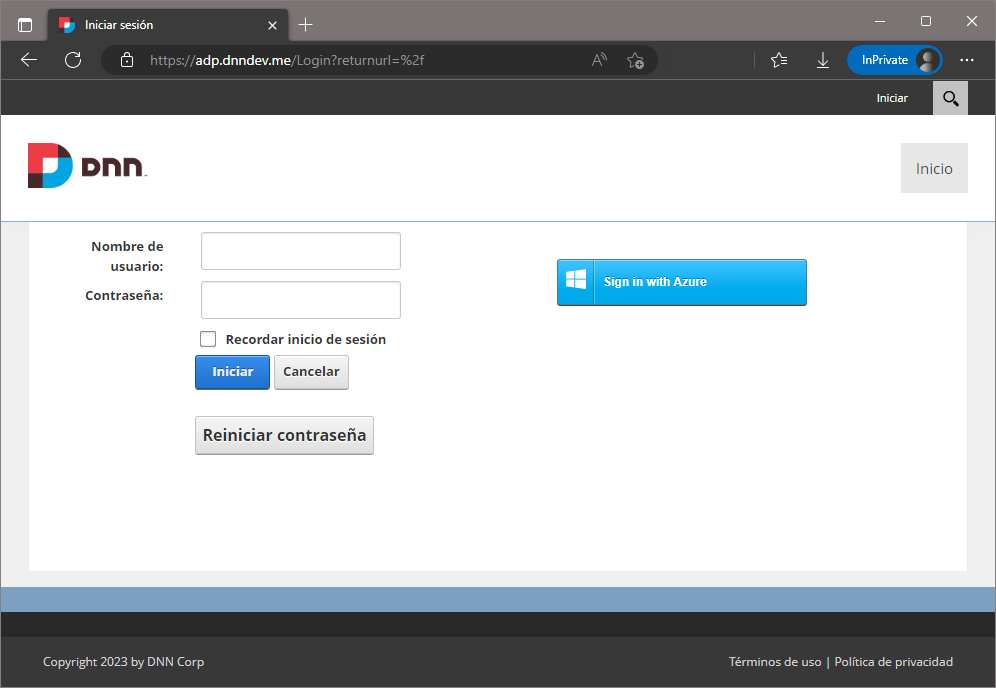 Iniciar sesión
https://adp.dnndev.me/Login?returnurl=%2f
InPrivate
Iniciar
DNN
Inicio
Nombre de
usuario:
Contraseña:
Recordar inicio de sesión
Iniciar Cancelar
Reiniciar contraseña
Sign in with Azure
Copyright 2023 by DNN Corp
Términos de uso | Política de privacidad